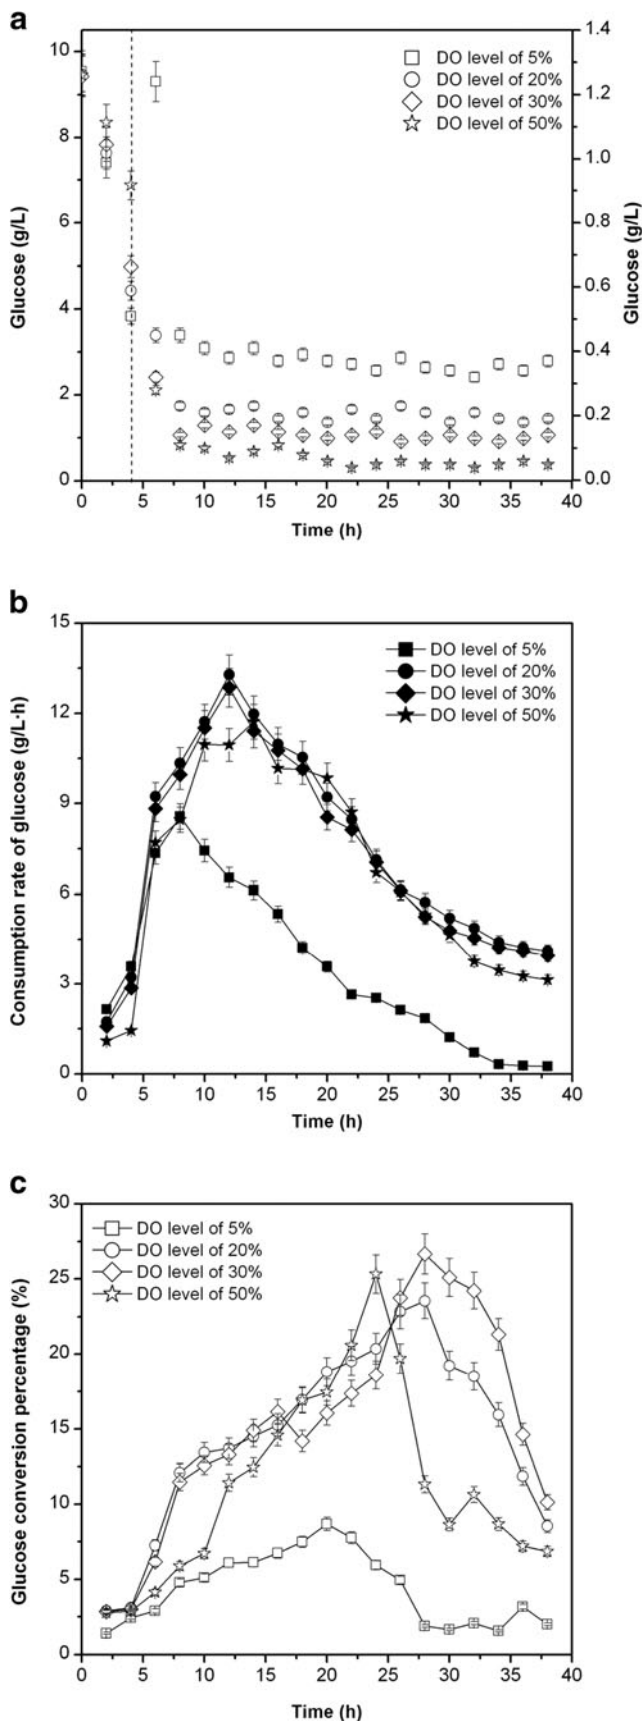 a
10
8
6
4
2
0
Glucose (g/L)
DO level of 5%
DO level of 20%
DO level of 30%
DO level of 50%
1.4
1.2
1.0
0.8
0.6
0.4
0.2
0.0
Glucose (g/L)
0 5 10 15 20 25 30 35 40
Time (h)
b
15
12
9
6
3
0
Consumption rate of glucose (g/L·h)
DO level of 5%
DO level of 20%
DO level of 30%
DO level of 50%
0 5 10 15 20 25 30 35 40
Time (h)
c
30
25
20
15
10
5
0
Glucose conversion percentage (%)
DO level of 5%
DO level of 20%
DO level of 30%
DO level of 50%
0 5 10 15 20 25 30 35 40
Time (h)